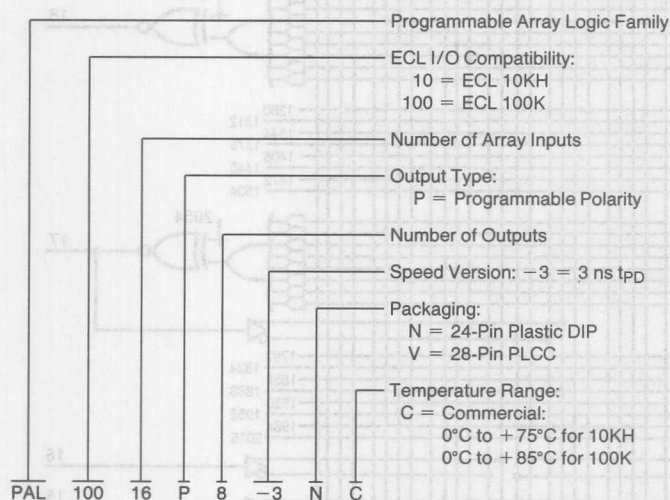 Programmable Array Logic Family
ECL I/O Compatibility:
10 = ECL 10KH
100 = ECL 100K
Number of Array Inputs
Output Type:
P = Programmable Polarity
Number of Outputs
Speed Version: −3 = 3 ns tPD
Packaging:
N = 24-Pin Plastic DIP
V = 28-Pin PLCC
Temperature Range:
C = Commercial:
0°C to +75°C for 10KH
0°C to +85°C for 100K
PAL 100 16 P 8 −3 N C